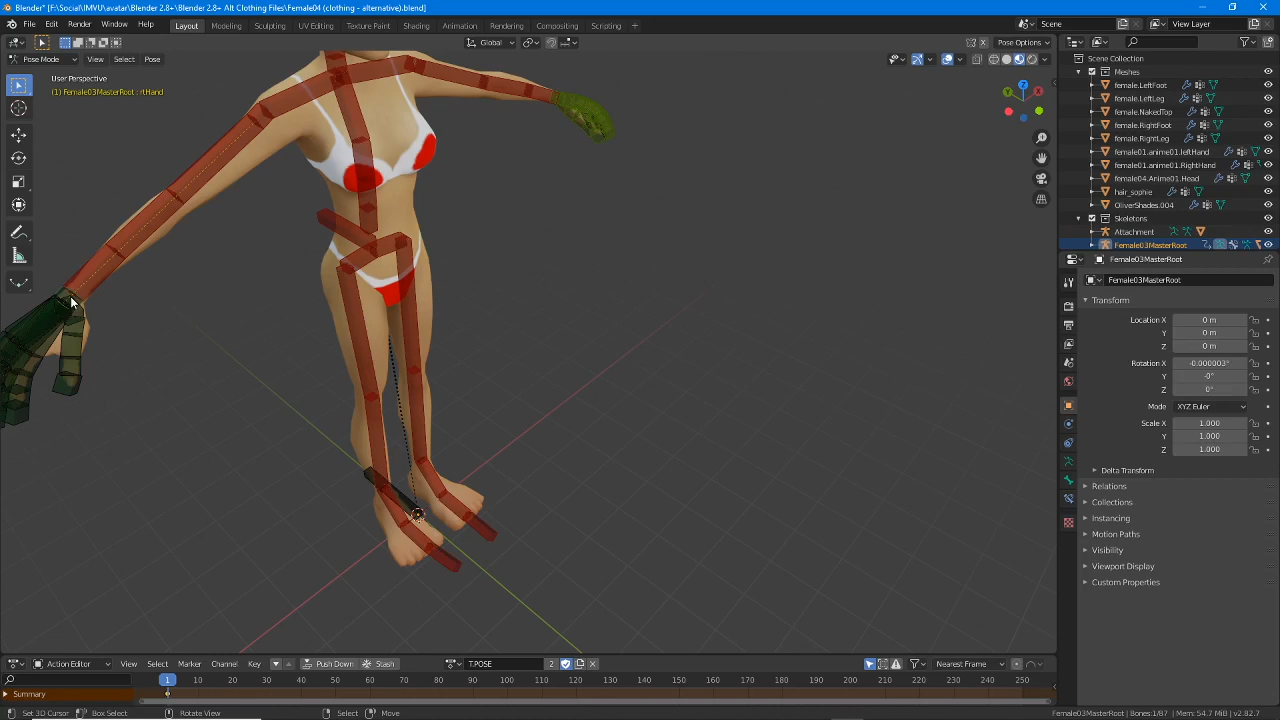 Blender* [F:\Social\IMVU\avatar\Blender 2.8+\Blender 2.8+ Alt Clothing Files\Female04 (clothing - alternative).blend]
File Edit Render Window Help Layout Modeling Sculpting UV Editing Texture Paint Shading Animation Rendering Compositing Scripting + Scene View Layer
Global Pose Options
Pose Mode View Select Pose
User Perspective
(1) Female03MasterRoot : rtHand
Scene Collection
Meshes
female.LeftFoot
female.LeftLeg
female.NakedTop
female.RightFoot
female.RightLeg
female01.anime01.leftHand
female01.anime01.RightHand
female04.Anime01.Head
hair_sophie
OliverShades.004
Skeletons
Attachment
Female03MasterRoot
Female03MasterRoot
Female03MasterRoot
Transform
Location X 0 m
Y 0 m
Z 0 m
Rotation X -0.000003°
Y -0°
Z 0°
Mode XYZ Euler
Scale X 1.000
Y 1.000
Z 1.000
Delta Transform
Relations
Collections
Instancing
Motion Paths
Visibility
Viewport Display
Custom Properties
Action Editor View Select Marker Channel Key Push Down Stash T.POSE 2 Nearest Frame
1 10 20 30 40 50 60 70 80 90 100 110 120 130 140 150 160 170 180 190 200 210 220 230 240 250
Summary
Set 3D Cursor Box Select Rotate View Select Move Female03MasterRoot | Bones:1/87 | Mem: 54.7 MiB | v2.82.7